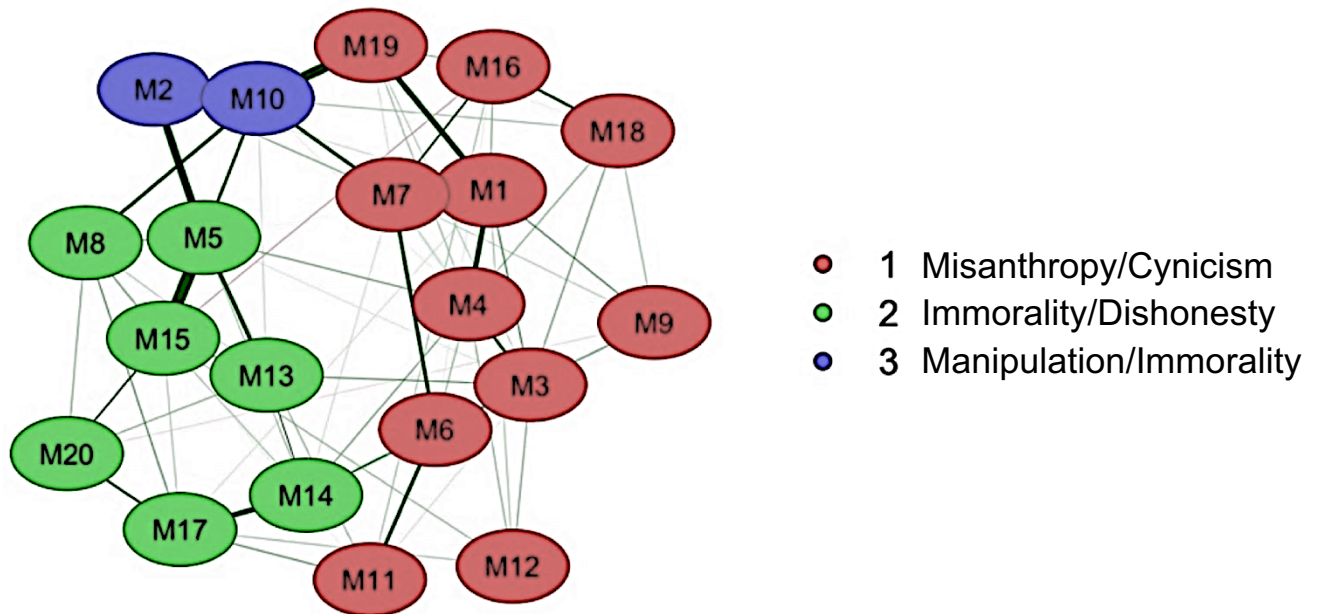 M19
M16
M2
M10
M18
M7
M1
M8
M5
M4
M9
M15
M13
M3
M6
M20
M14
M17
M11
M12
1 Misanthropy/Cynicism
2 Immorality/Dishonesty
3 Manipulation/Immorality